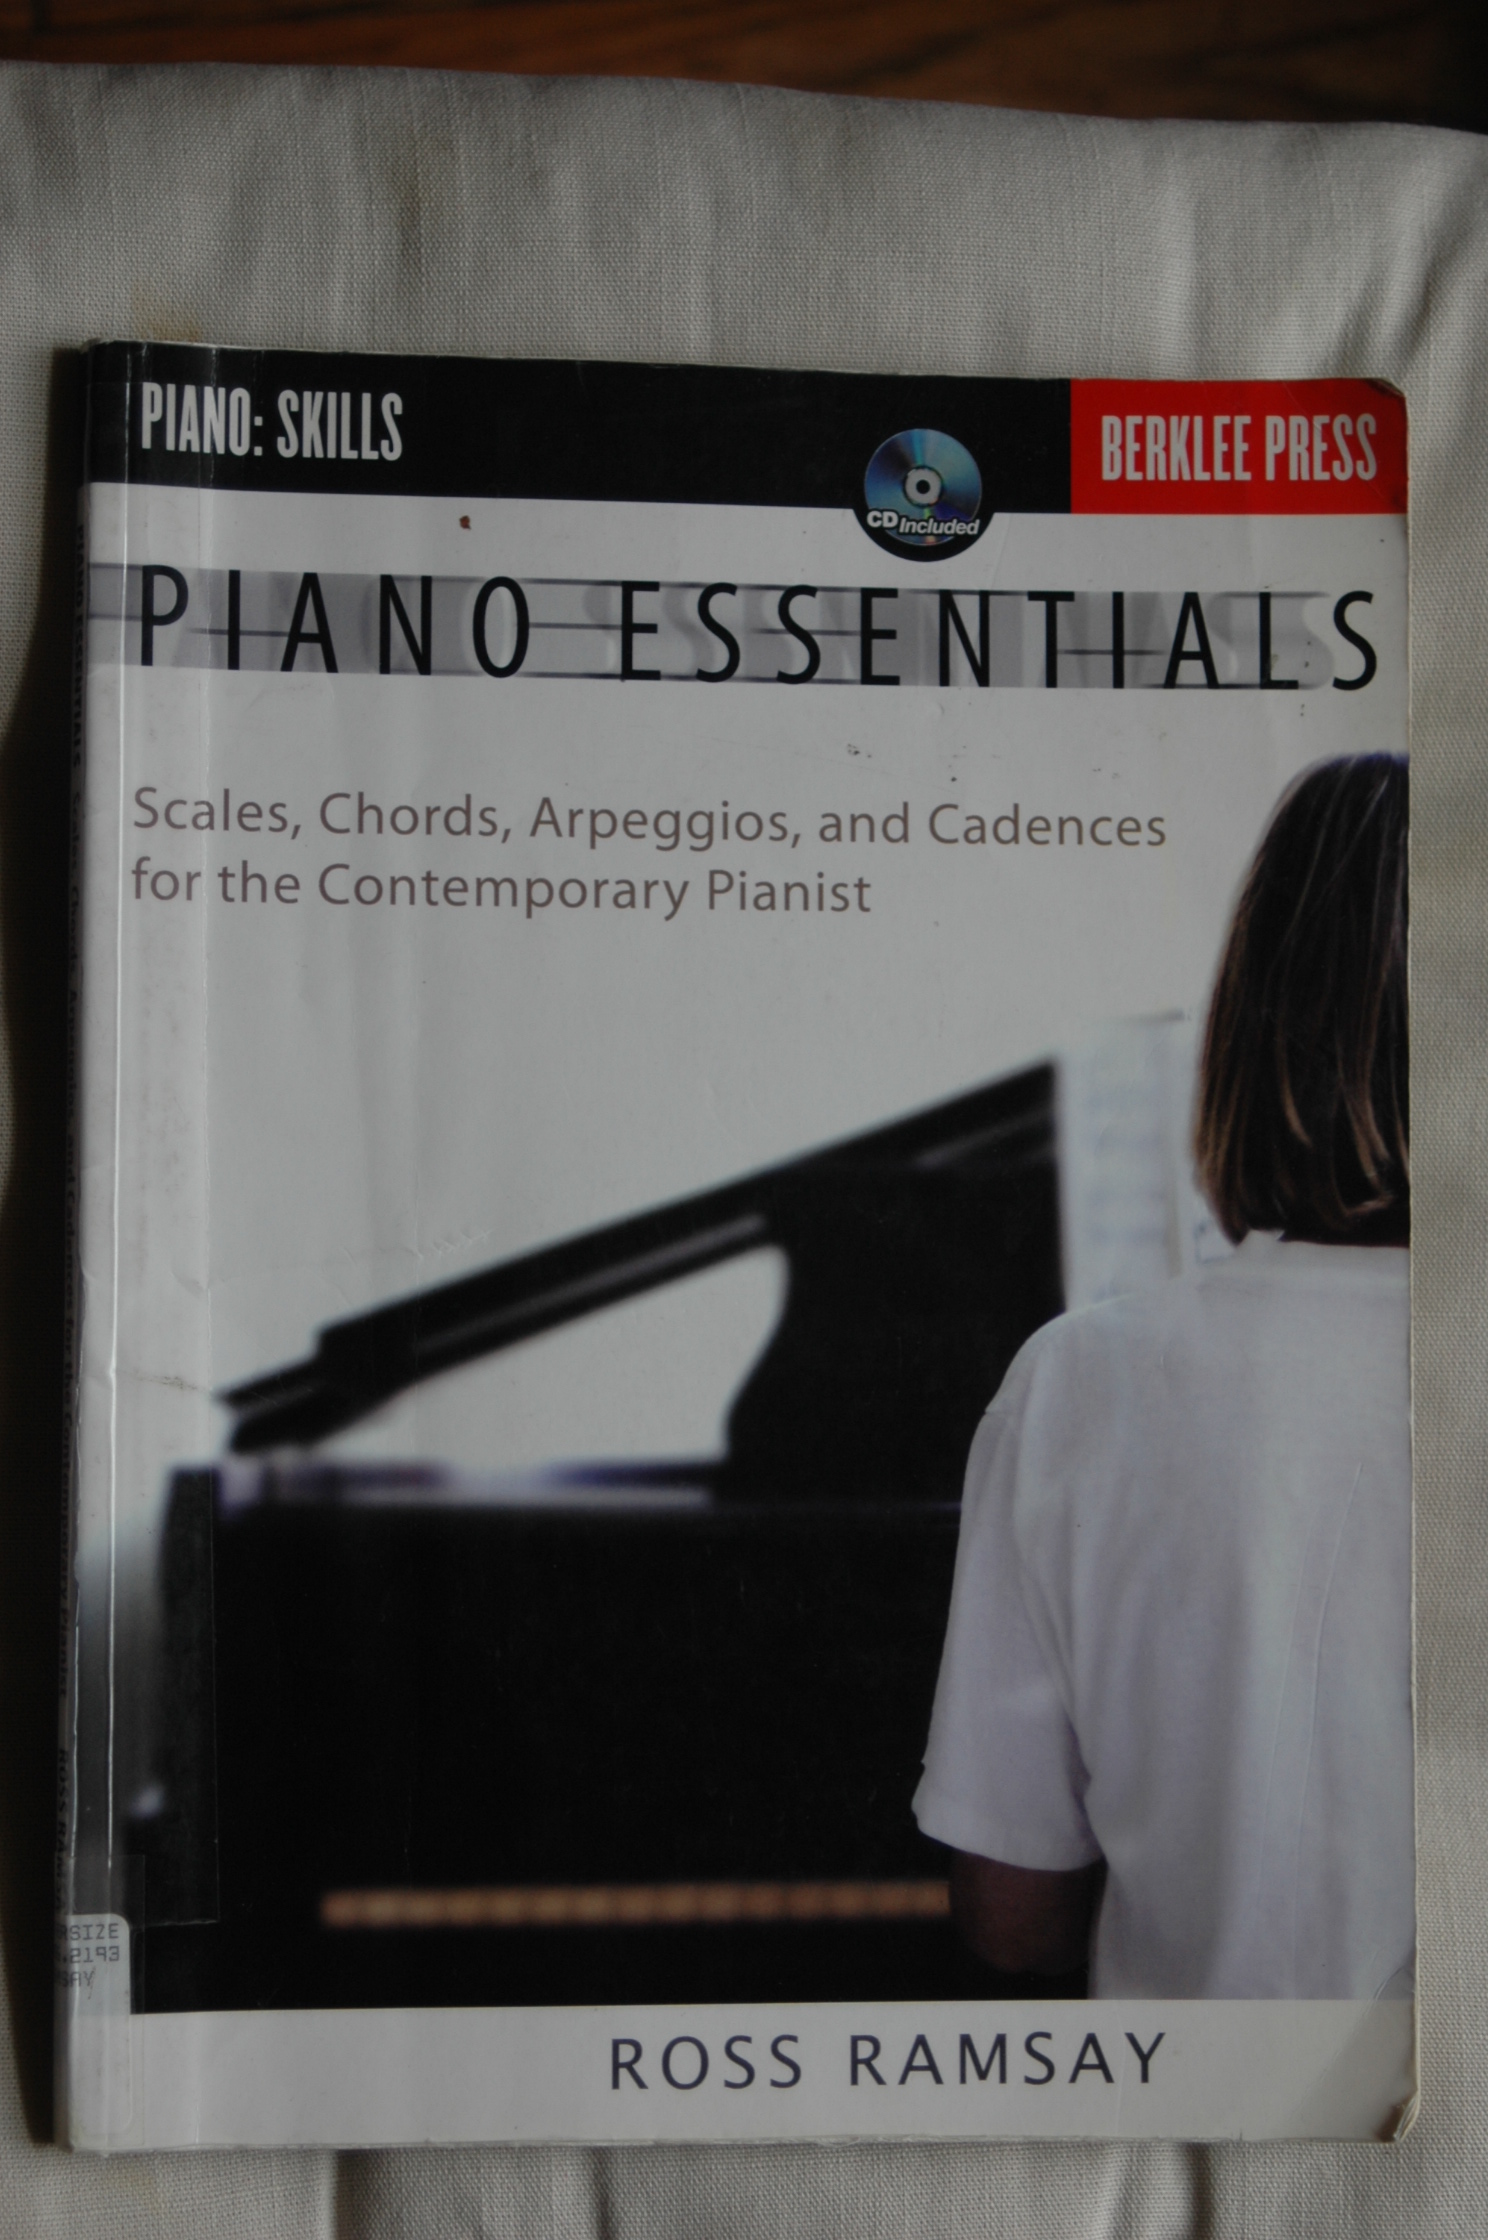 PIANO: SKILLS
BERKLEE PRESS
CD Included
PIANO ESSENTIALS
Scales, Chords, Arpeggios, and Cadences
for the Contemporary Pianist
ROSS RAMSAY